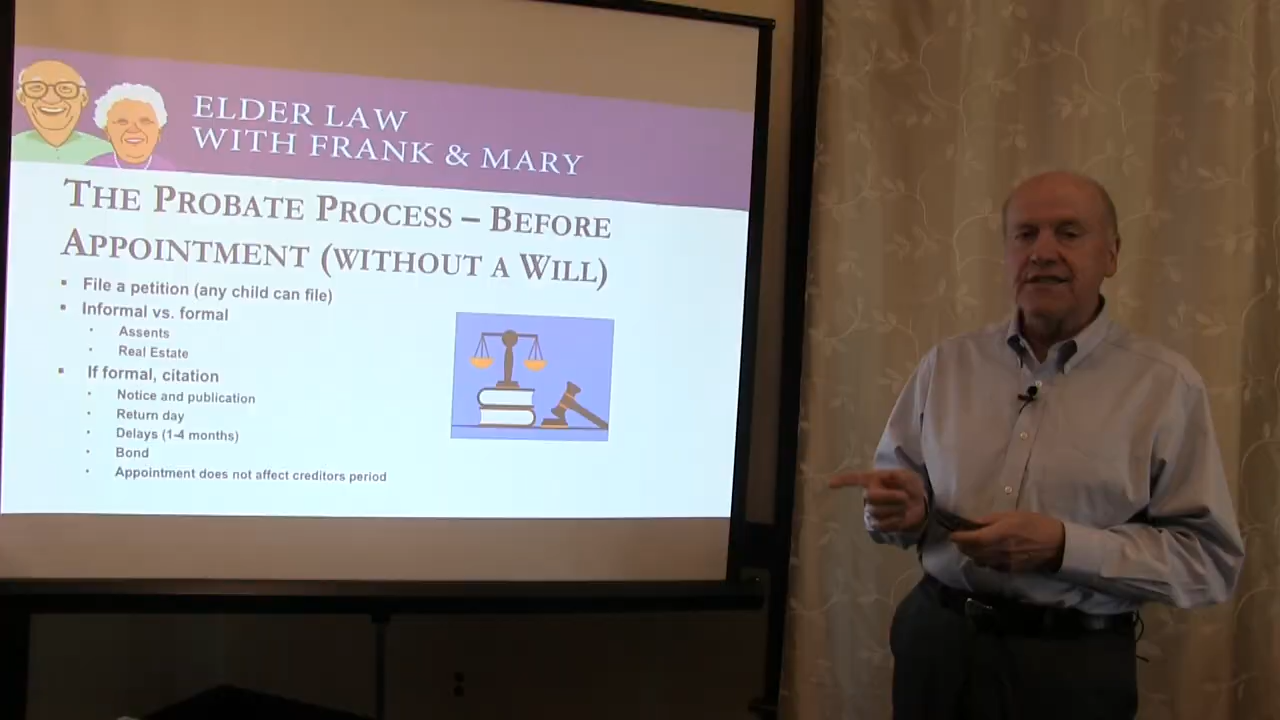 ELDER LAW
WITH FRANK & MARY
THE PROBATE PROCESS – BEFORE
APPOINTMENT (WITHOUT A WILL)
▪ File a petition (any child can file)
▪ Informal vs. formal
• Assents
• Real Estate
▪ If formal, citation
• Notice and publication
• Return day
• Delays (1-4 months)
• Bond
• Appointment does not affect creditors period